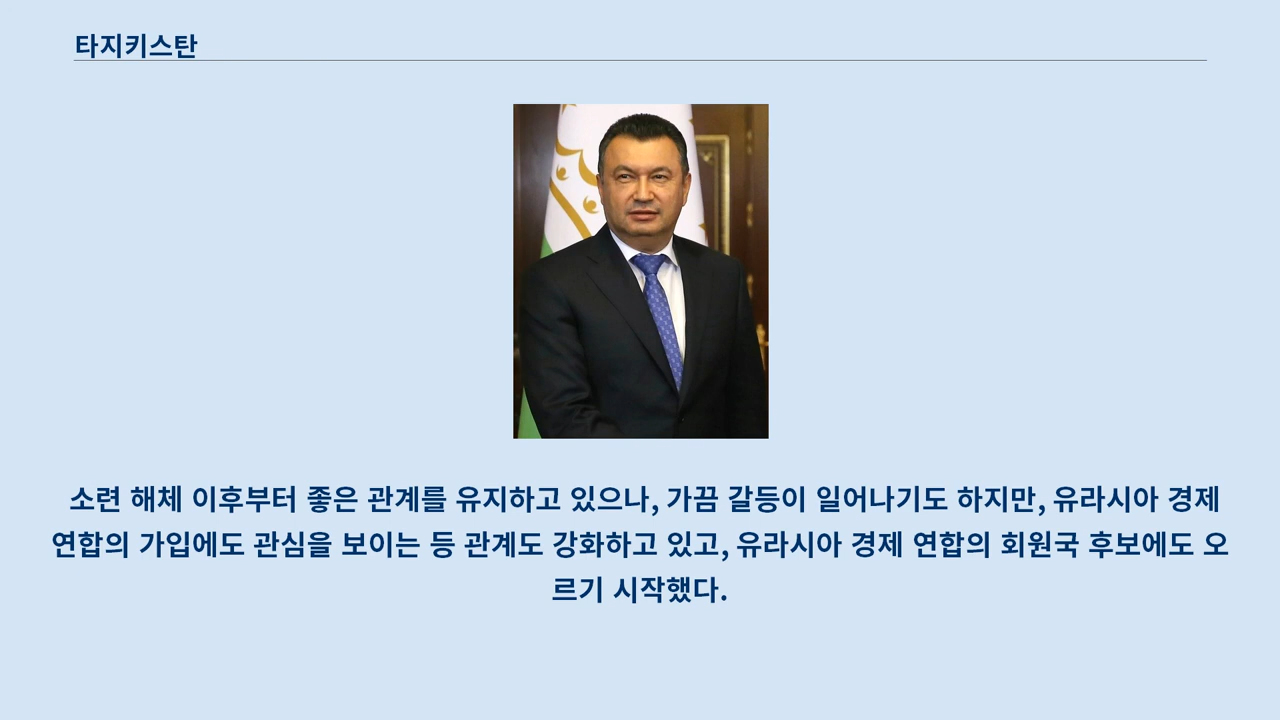 타지키스탄
소련 해체 이후부터 좋은 관계를 유지하고 있으나, 가끔 갈등이 일어나기도 하지만, 유라시아 경제
연합의 가입에도 관심을 보이는 등 관계도 강화하고 있고, 유라시아 경제 연합의 회원국 후보에도 오
르기 시작했다.